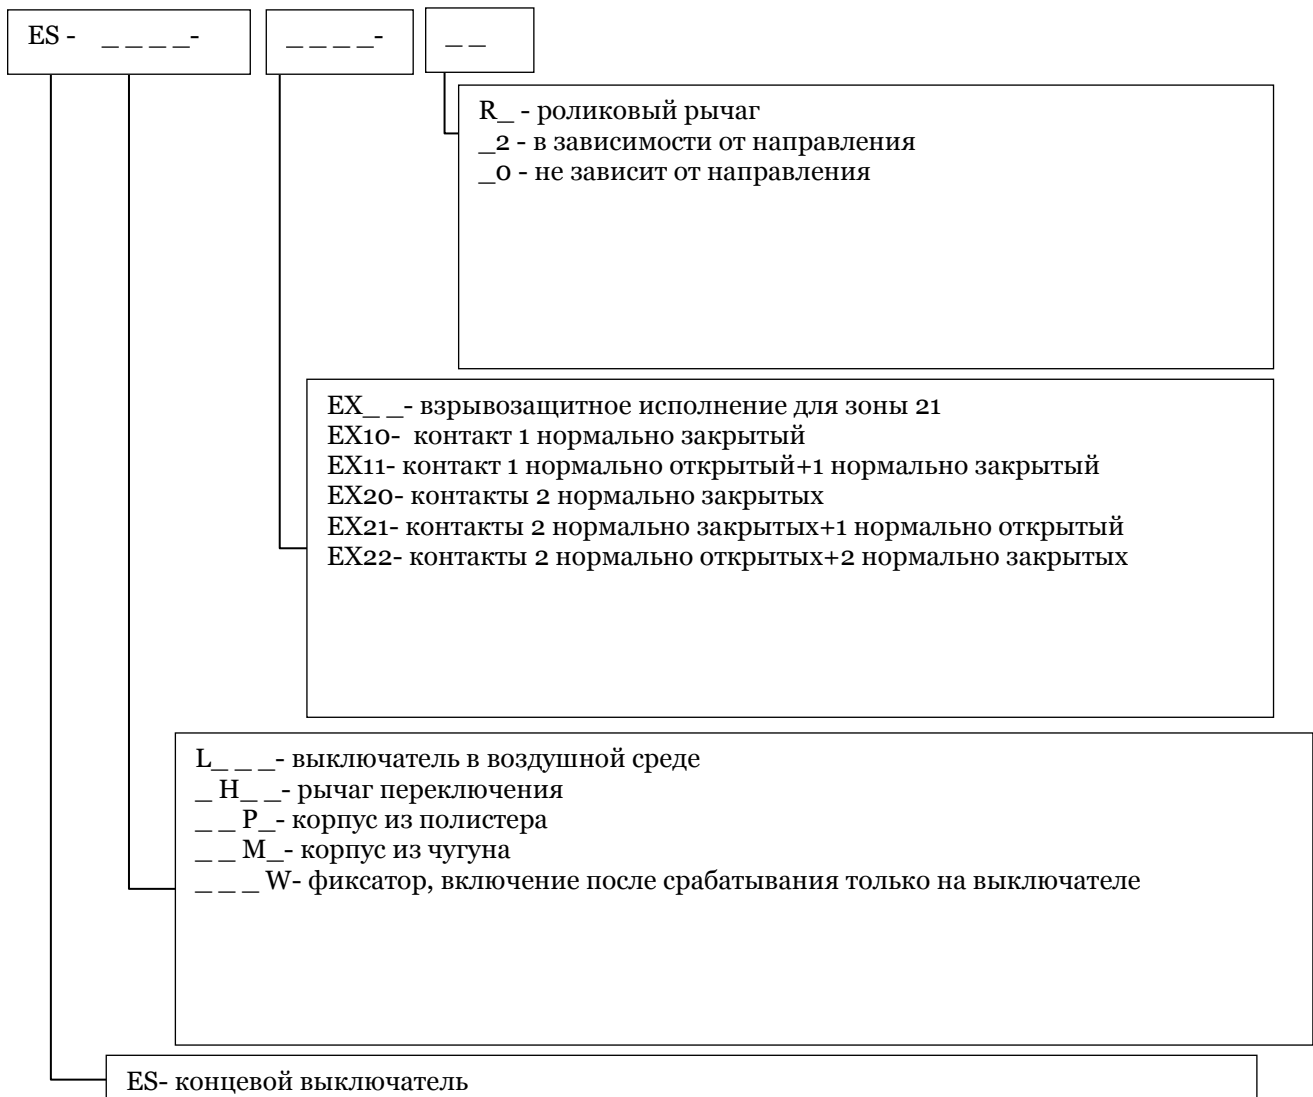 ES - _ _ _ _- _ _ _ _- _ _
R_ - роликовый рычаг
_2 - в зависимости от направления
_0 - не зависит от направления
EX_ _- взрывозащитное исполнение для зоны 21
EX10- контакт 1 нормально закрытый
EX11- контакт 1 нормально открытый+1 нормально закрытый
EX20- контакты 2 нормально закрытых
EX21- контакты 2 нормально закрытых+1 нормально открытый
EX22- контакты 2 нормально открытых+2 нормально закрытых
L_ _ _- выключатель в воздушной среде
_ H_ _- рычаг переключения
_ _ P_- корпус из полистера
_ _ M_- корпус из чугуна
_ _ _ W- фиксатор, включение после срабатывания только на выключателе
ES- концевой выключатель